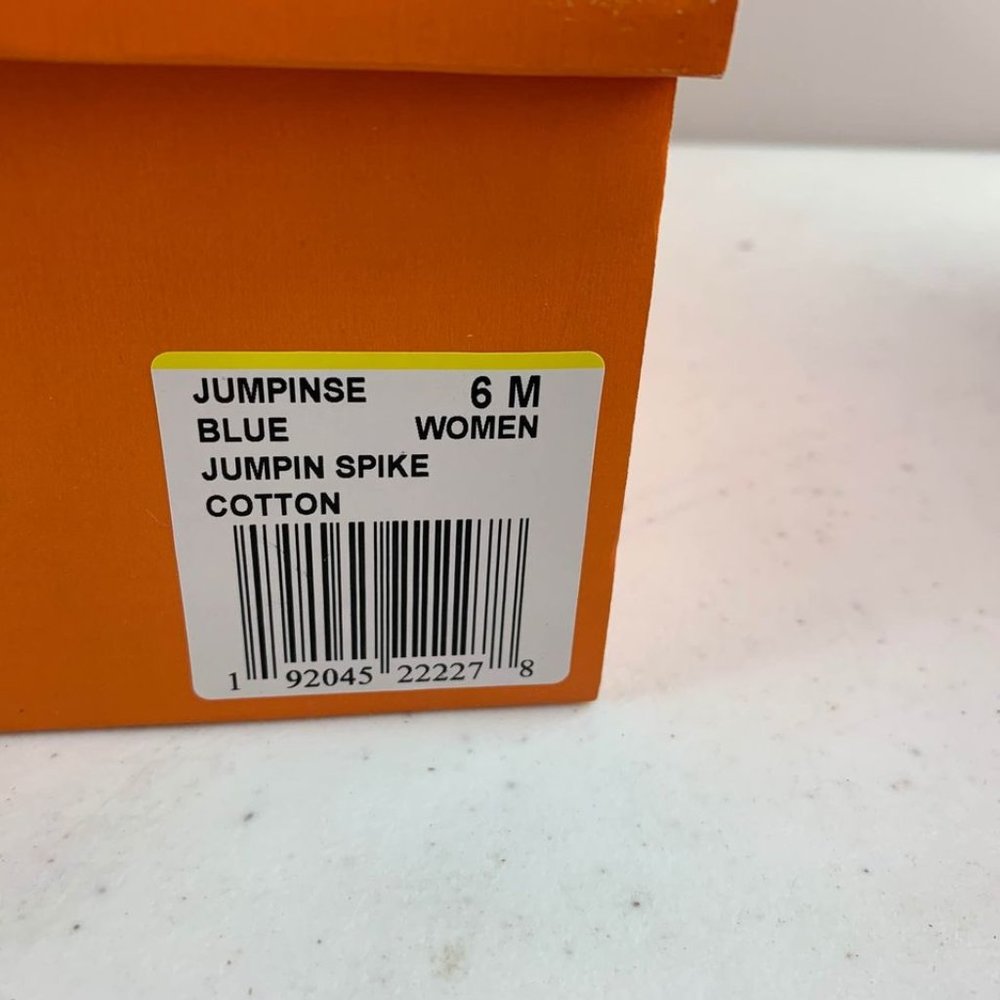 JUMPINSE 6 M
BLUE WOMEN
JUMPIN SPIKE
COTTON
1 92045 22227 8